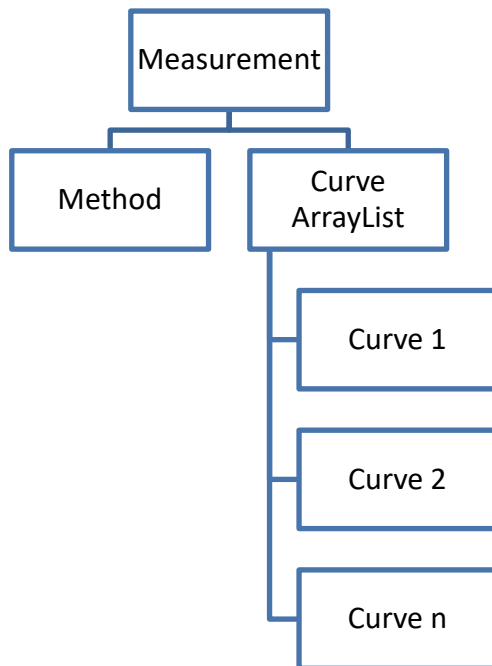 Measurement
Method
Curve
ArrayList
Curve 1
Curve 2
Curve n